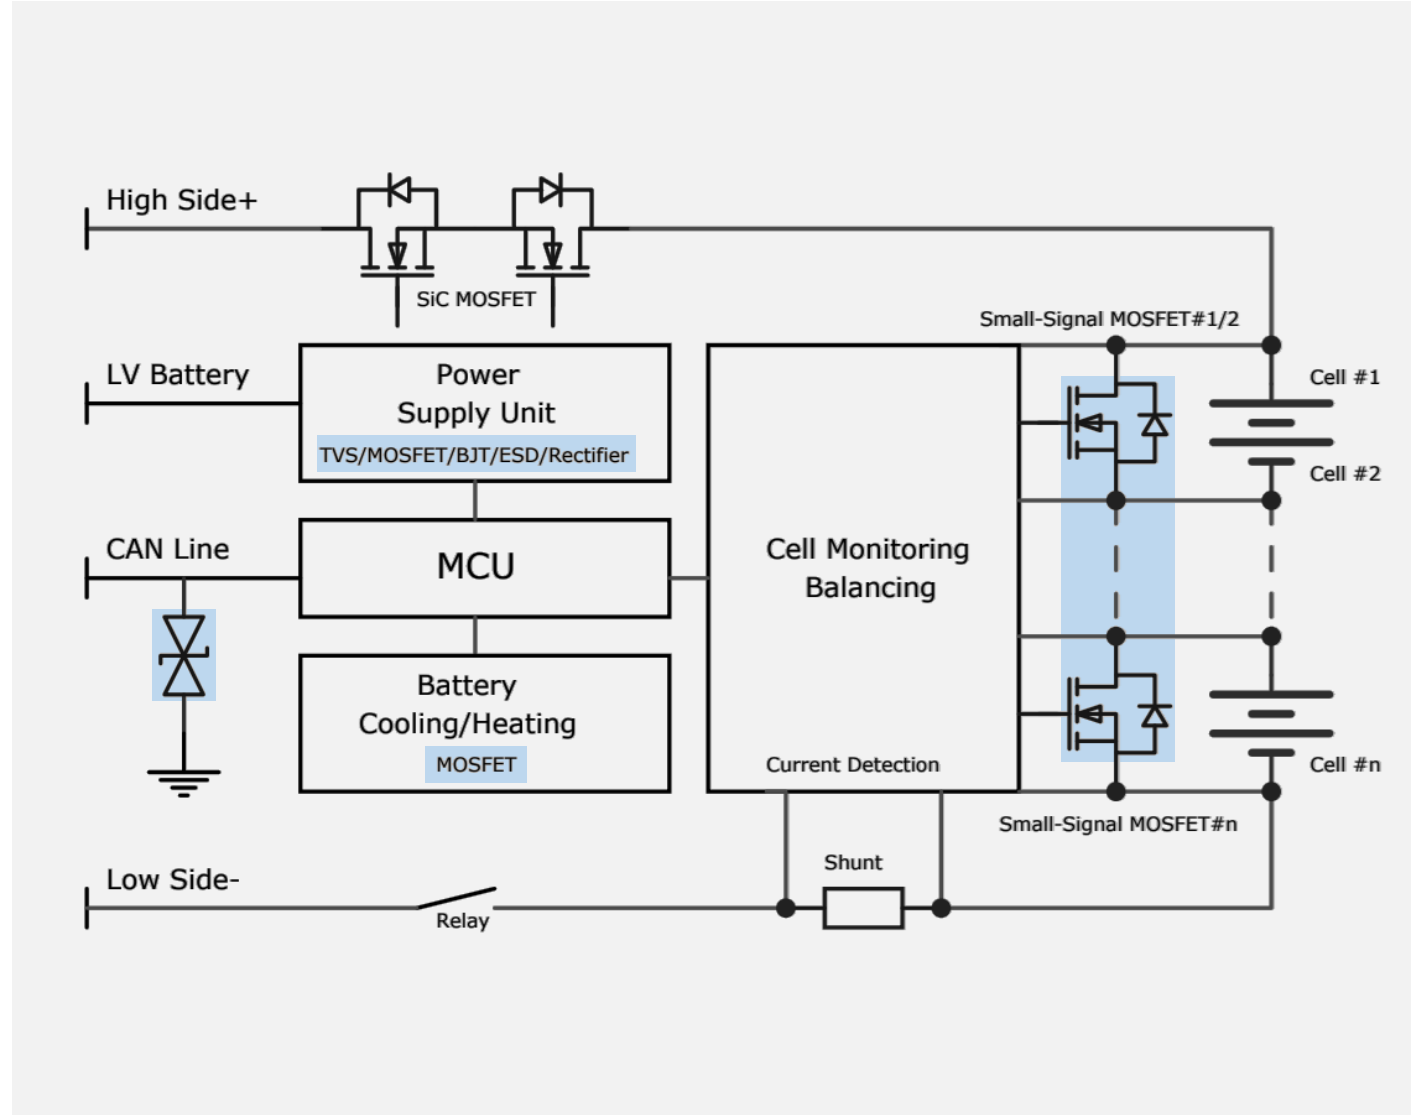 High Side+
SiC MOSFET
Small-Signal MOSFET#1/2
LV Battery
Power
Supply Unit
TVS/MOSFET/BJT/ESD/Rectifier
Cell #1
Cell #2
CAN Line
MCU
Cell Monitoring
Balancing
Battery
Cooling/Heating
MOSFET
Current Detection
Cell #n
Small-Signal MOSFET#n
Shunt
Low Side-
Relay